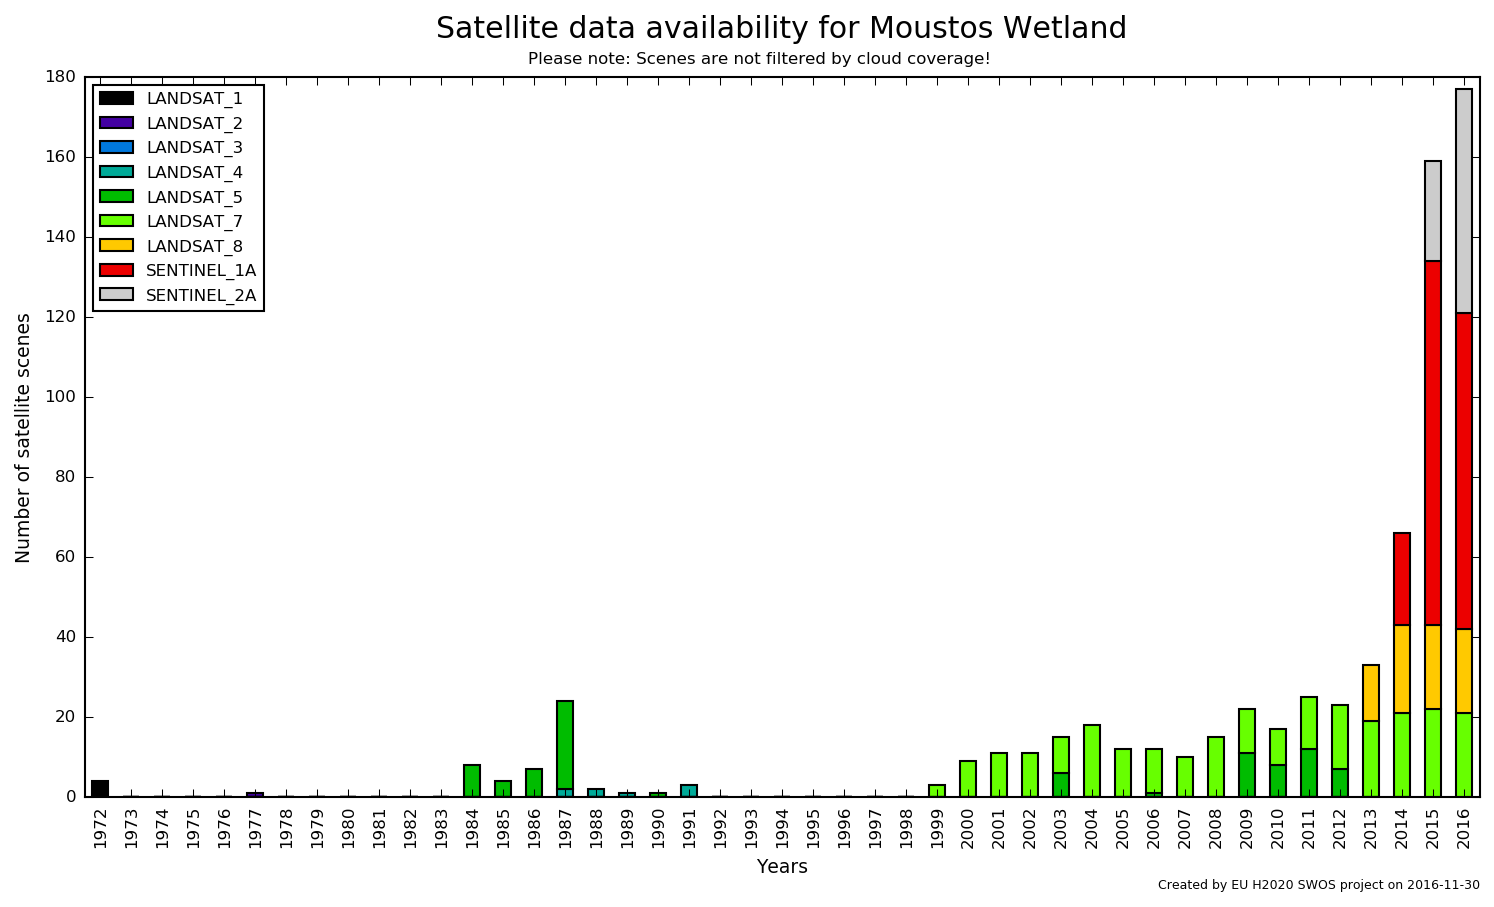 Satellite data availability for Moustos Wetland
Please note: Scenes are not filtered by cloud coverage!
180
160
140
120
100
80
60
40
20
0
Number of satellite scenes
LANDSAT_1
LANDSAT_2
LANDSAT_3
LANDSAT_4
LANDSAT_5
LANDSAT_7
LANDSAT_8
SENTINEL_1A
SENTINEL_2A
1972 1973 1974 1975 1976 1977 1978 1979 1980 1981 1982 1983 1984 1985 1986 1987 1988 1989 1990 1991 1992 1993 1994 1995 1996 1997 1998 1999 2000 2001 2002 2003 2004 2005 2006 2007 2008 2009 2010 2011 2012 2013 2014 2015 2016
Years
Created by EU H2020 SWOS project on 2016-11-30